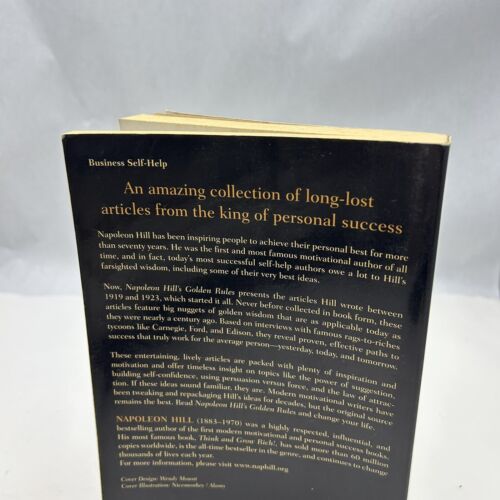 Business Self-Help
An amazing collection of long-lost
articles from the king of personal success
Napoleon Hill has been inspiring people to achieve their personal best for more
than seventy years. He was the first and most famous motivational author of all
time, and in fact, today's most successful self-help authors owe a lot to Hill's
farsighted wisdom, including some of their very best ideas.
Now, Napoleon Hill's Golden Rules presents the articles Hill wrote between
1919 and 1923, which started it all. Never before collected in book form, these
articles feature big nuggets of golden wisdom that are as applicable today as
they were nearly a century ago. Based on interviews with famous rags-to-riches
tycoons like Carnegie, Ford, and Edison, they reveal proven, effective paths to
success that truly work for the average person—yesterday, today, and tomorrow.
These entertaining, lively articles are packed with plenty of inspiration and
motivation and offer timeless insight on topics like the power of suggestion,
building self-confidence, using persuasion versus force, and the law of attrac-
tion. If these ideas sound familiar, they are. Modern motivational writers have
been tweaking and repackaging Hill's ideas for decades, but the original source
remains the best. Read Napoleon Hill's Golden Rules and change your life.
NAPOLEON HILL (1883–1970) was a highly respected, influential, and
bestselling author of the first modern motivational and personal success books.
His most famous book, Think and Grow Rich!, has sold more than 60 million
copies worldwide, is the all-time bestseller in the genre, and continues to change
thousands of lives each year.
For more information, please visit www.naphill.org
Cover Design: Wendy Mount
Cover Illustration: Nicemonkey / Alamy